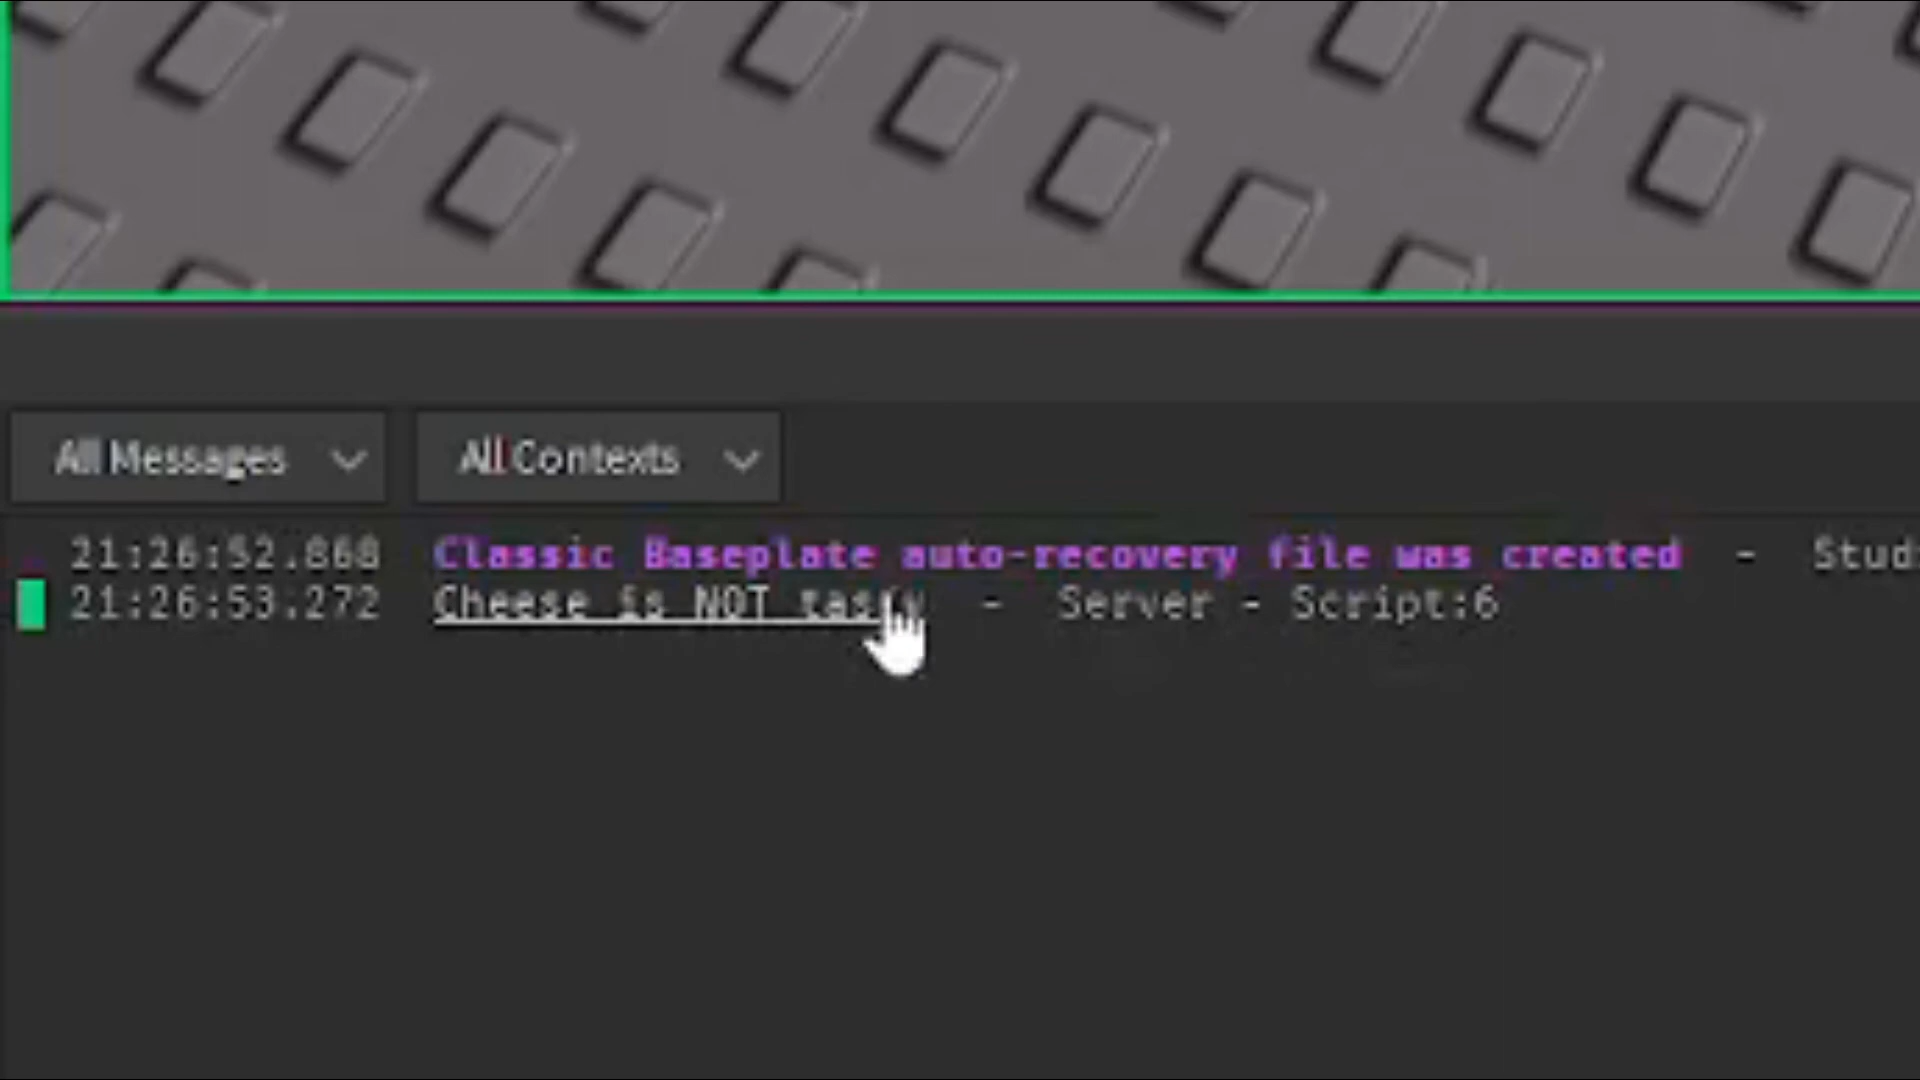 All Messages All Contexts
21:26:52.868 Classic Baseplate auto-recovery file was created - Stud
21:26:53.272 Cheese is NOT tasty - Server - Script:6